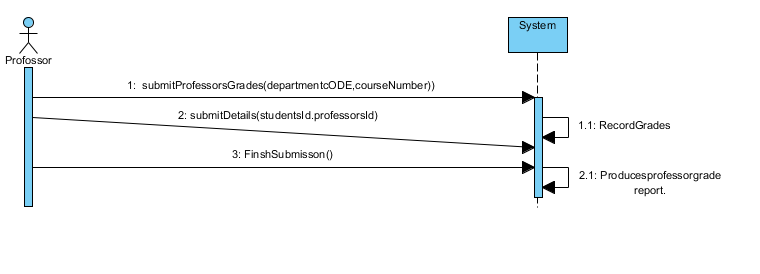 System
Professor
1: submitProfessorsGrades(departmentcODE,courseNumber))
2: submitDetails(studentsId.professorsId)
1.1: RecordGrades
3: FinshSubmisson()
2.1: Producesprofessorgrade
report.